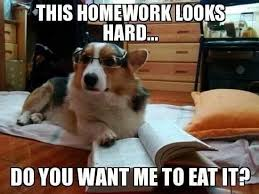 THIS HOMEWORK LOOKS
HARD...
DO YOU WANT ME TO EAT IT?